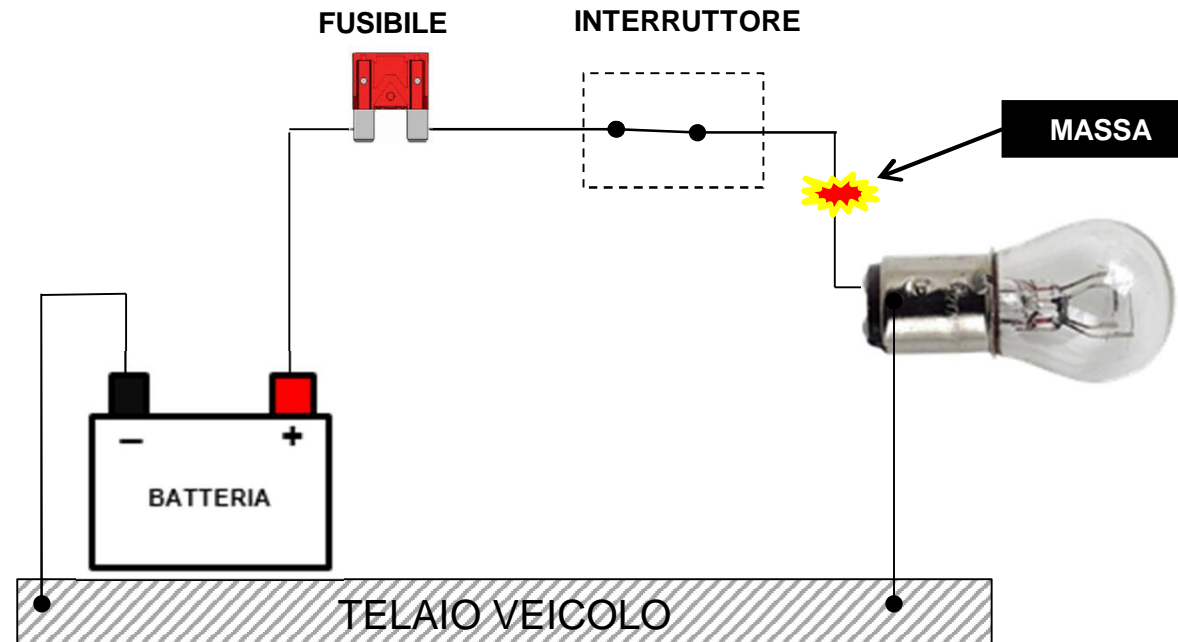 FUSIBILE
INTERRUTTORE
MASSA
– +
BATTERIA
TELAIO VEICOLO